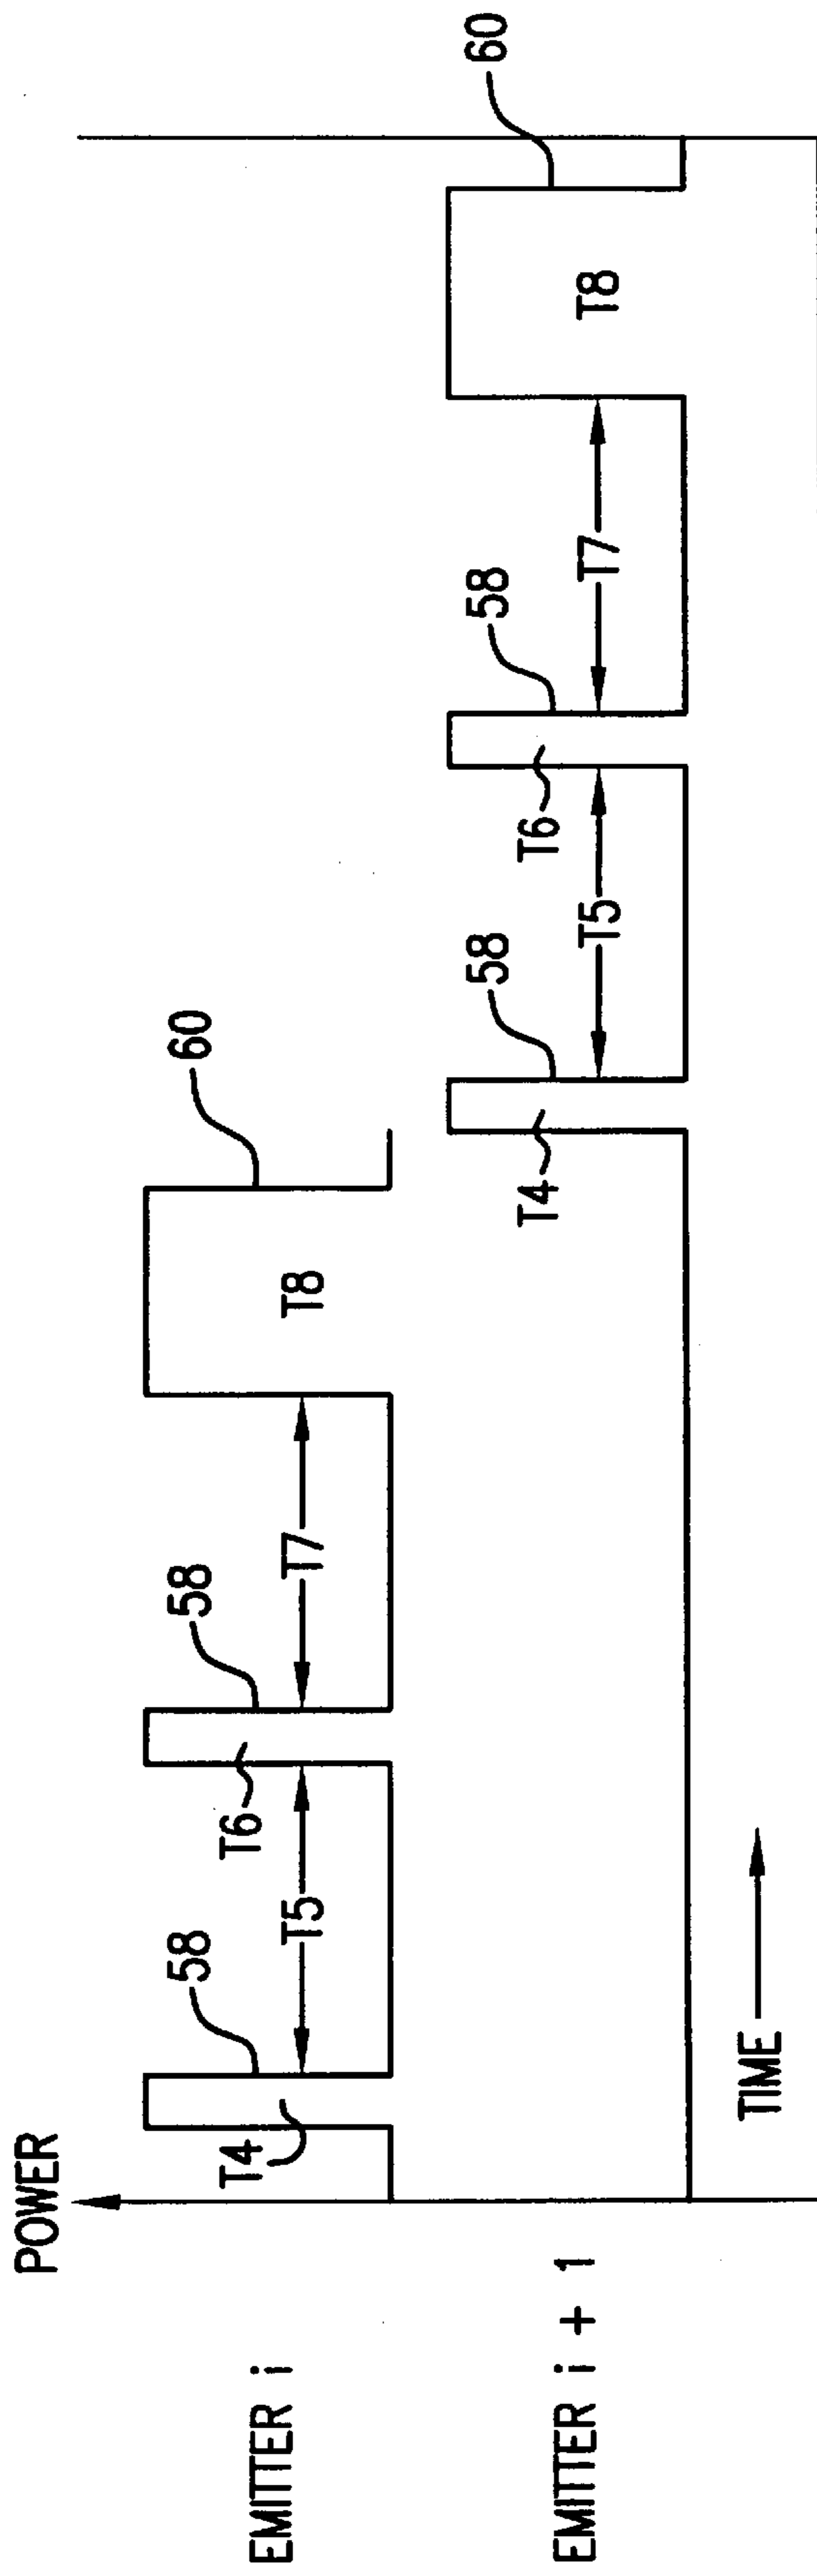 POWER
EMITTER i
T4
58
T5
T6
58
T7
T8
60
EMITTER i + 1
T4
58
T5
T6
58
T7
T8
60
TIME